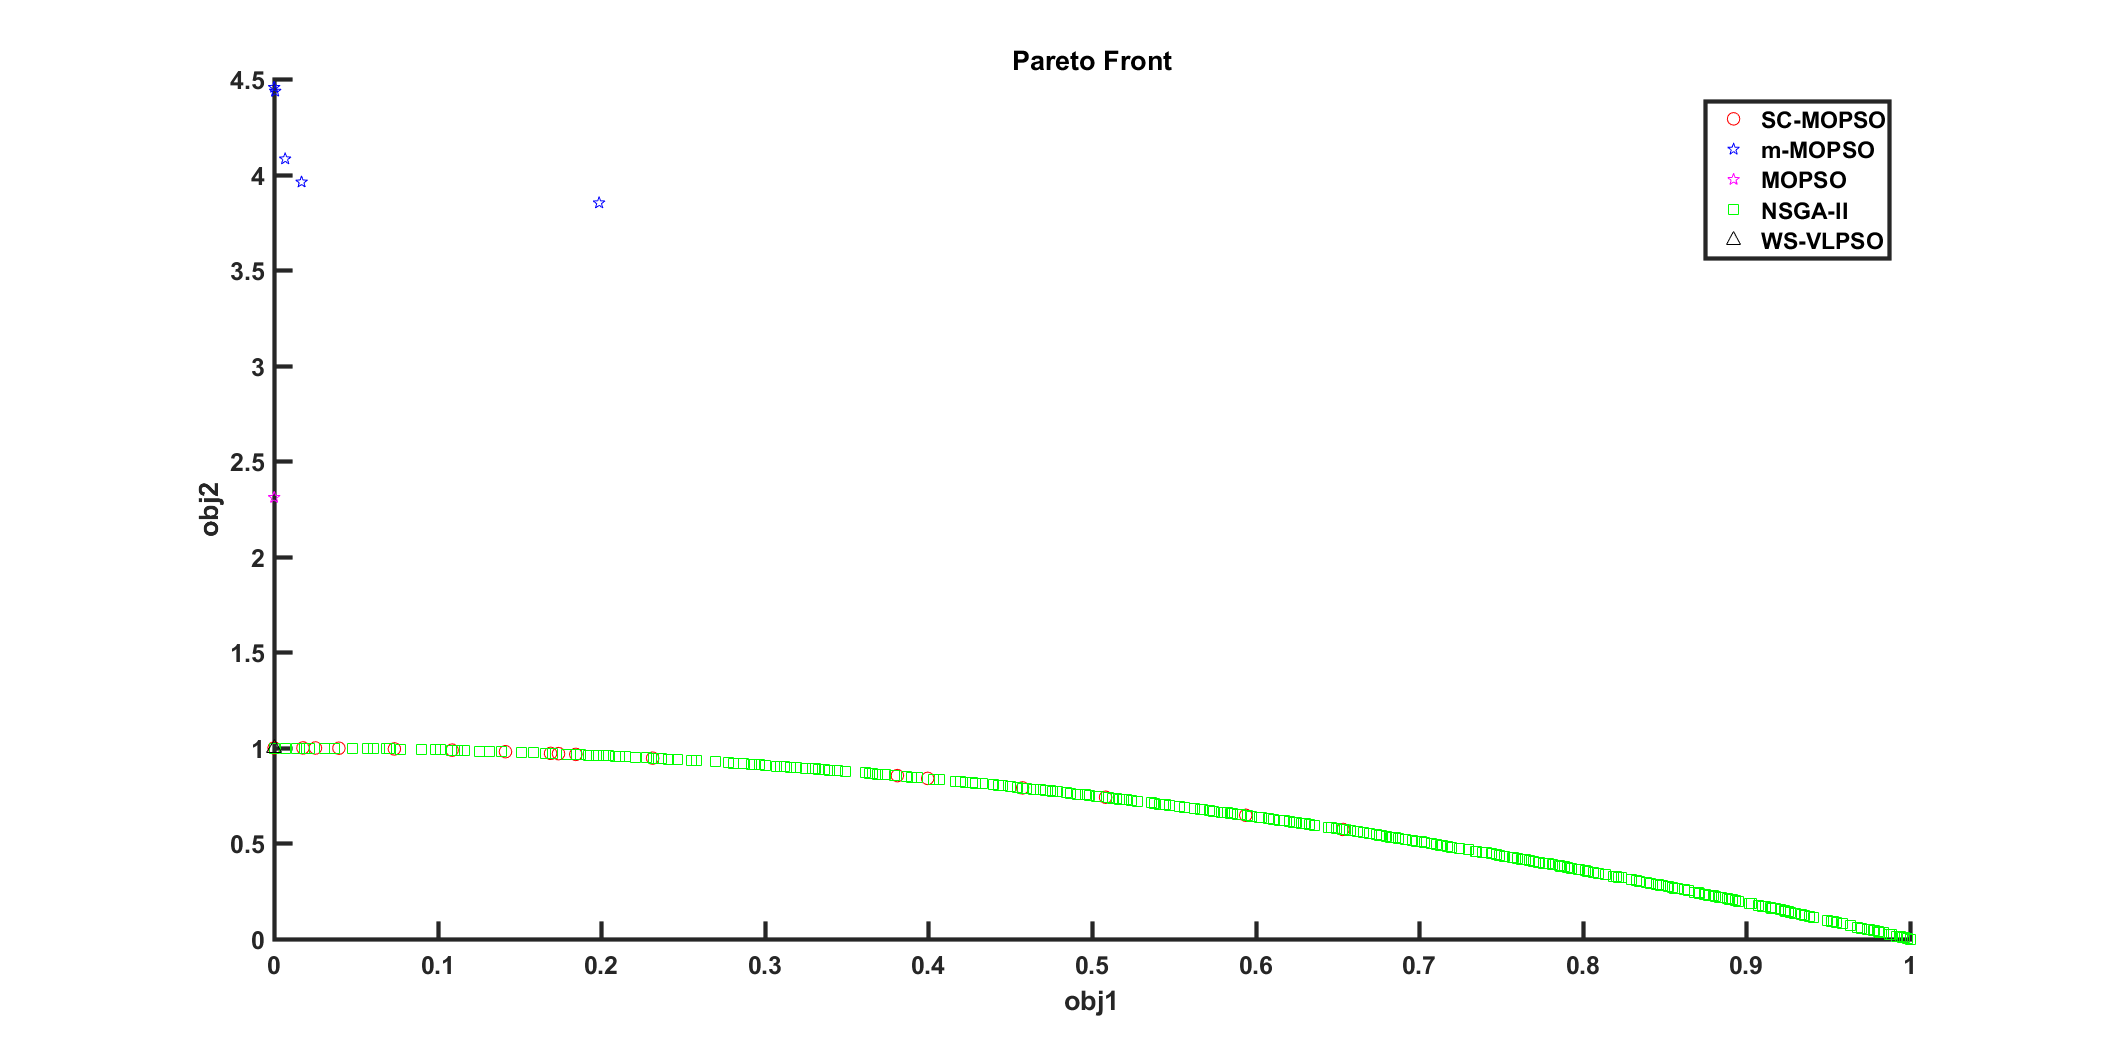 Pareto Front
4.5
4
3.5
3
2.5
2
1.5
1
0.5
0
obj2
SC-MOPSO
m-MOPSO
MOPSO
NSGA-II
WS-VLPSO
0 0.1 0.2 0.3 0.4 0.5 0.6 0.7 0.8 0.9 1
obj1